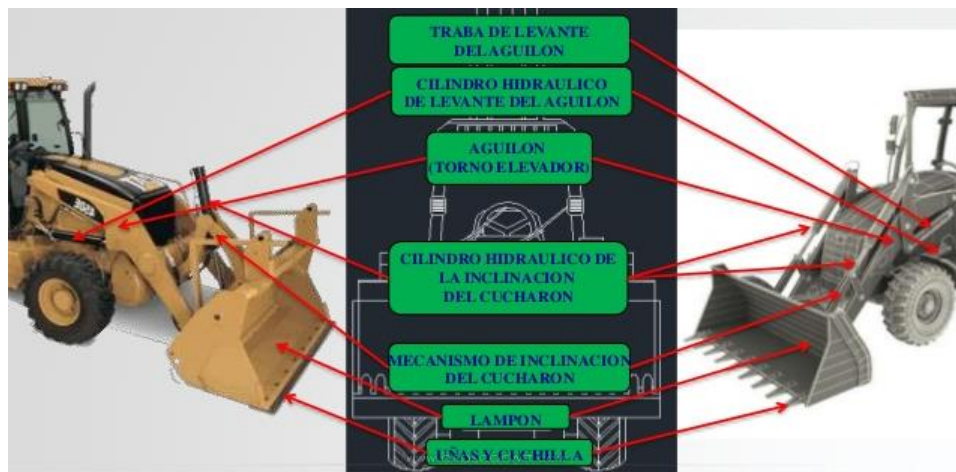 TRABA DE LEVANTE
DEL AGUILON
CILINDRO HIDRAULICO
DE LEVANTE DEL AGUILON
AGUILON
(TORNO ELEVADOR)
CILINDRO HIDRAULICO DE
LA INCLINACION
DEL CUCHARON
MECANISMO DE INCLINACION
DEL CUCHARON
LAMPON
UÑAS Y CUCHILLA